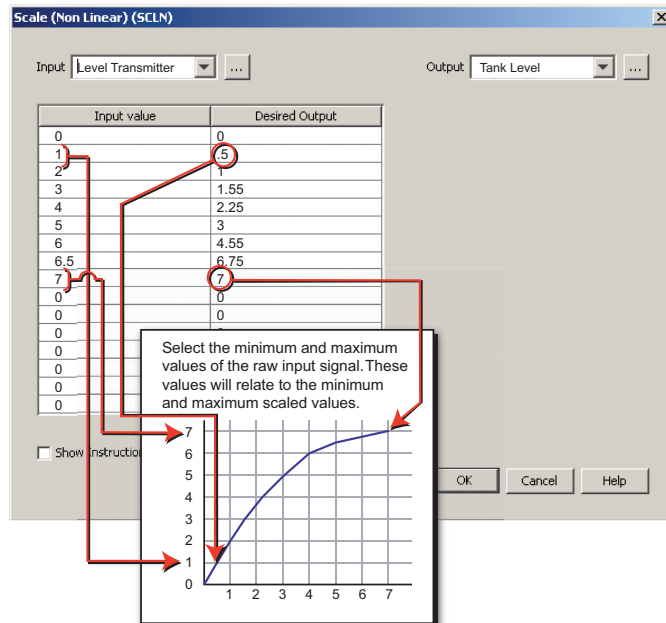 Scale (Non Linear) (SCLN)
Input Level Transmitter ... Output Tank Level ...
Input value Desired Output
0 0
1 .5
2 1
3 1.55
4 2.25
5 3
6 4.55
6.5 6.75
7 7
0 0
0 0
0
0
0
0
0
Select the minimum and maximum
values of the raw input signal.These
values will relate to the minimum
and maximum scaled values.
Show Instruction
OK Cancel Help
7
6
5
4
3
2
1
0
1 2 3 4 5 6 7